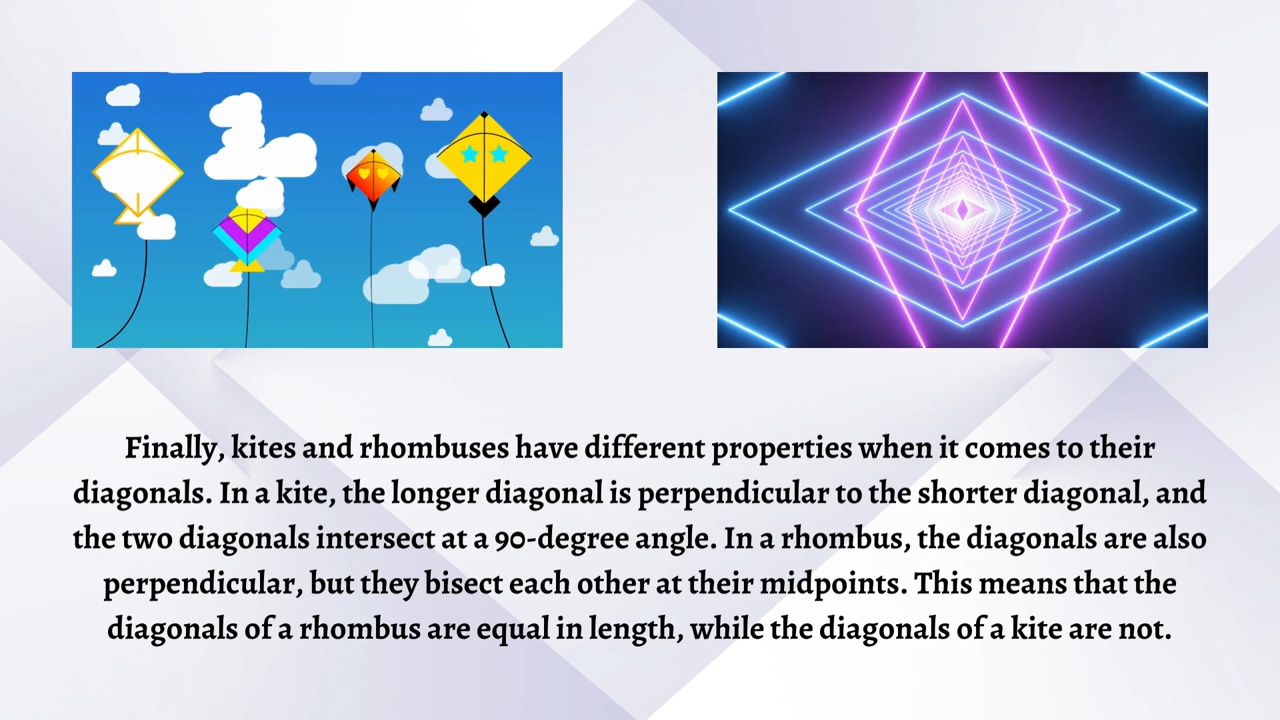 Finally, kites and rhombuses have different properties when it comes to their
diagonals. In a kite, the longer diagonal is perpendicular to the shorter diagonal, and
the two diagonals intersect at a 90-degree angle. In a rhombus, the diagonals are also
perpendicular, but they bisect each other at their midpoints. This means that the
diagonals of a rhombus are equal in length, while the diagonals of a kite are not.